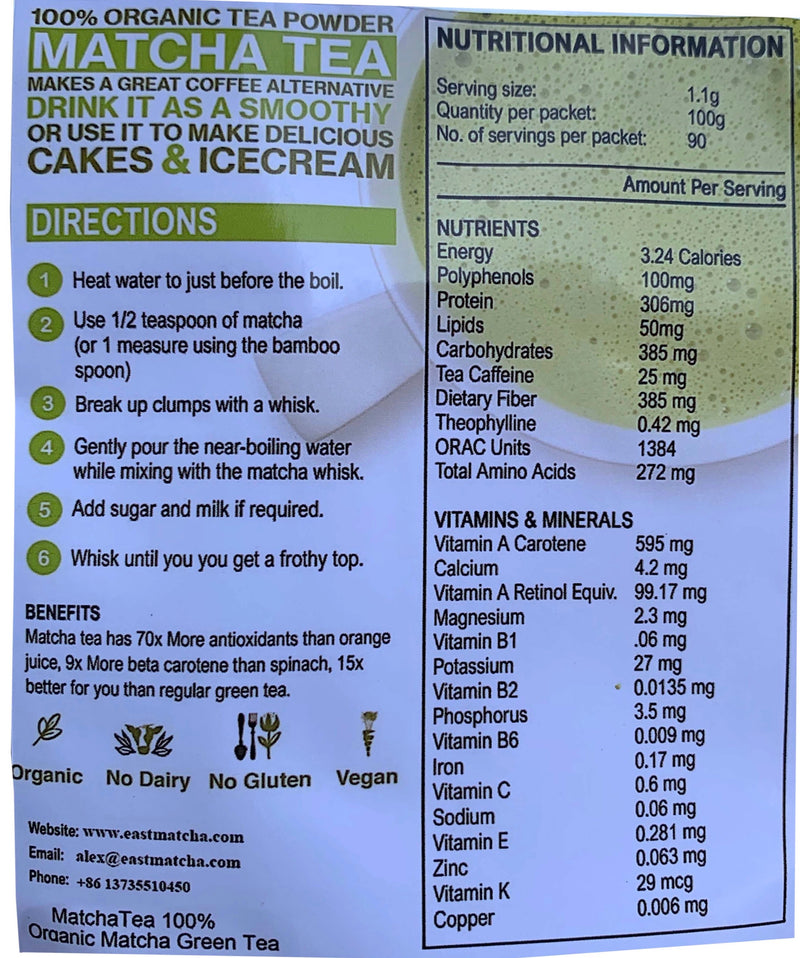 100% ORGANIC TEA POWDER
MATCHA TEA
MAKES A GREAT COFFEE ALTERNATIVE
DRINK IT AS A SMOOTHY
OR USE IT TO MAKE DELICIOUS
CAKES & ICECREAM
DIRECTIONS
1 Heat water to just before the boil.
2 Use 1/2 teaspoon of matcha
(or 1 measure using the bamboo
spoon)
3 Break up clumps with a whisk.
4 Gently pour the near-boiling water
while mixing with the matcha whisk.
5 Add sugar and milk if required.
6 Whisk until you you get a frothy top.
BENEFITS
Matcha tea has 70x More antioxidants than orange
juice, 9x More beta carotene than spinach, 15x
better for you than regular green tea.
Organic No Dairy No Gluten Vegan
Website: www.eastmatcha.com
Email: alex@eastmatcha.com
Phone: +86 13735510450
MatchaTea 100%
Organic Matcha Green Tea
NUTRITIONAL INFORMATION
Serving size: 1.1g
Quantity per packet: 100g
No. of servings per packet: 90
Amount Per Serving
NUTRIENTS
Energy 3.24 Calories
Polyphenols 100mg
Protein 306mg
Lipids 50mg
Carbohydrates 385 mg
Tea Caffeine 25 mg
Dietary Fiber 385 mg
Theophylline 0.42 mg
ORAC Units 1384
Total Amino Acids 272 mg
VITAMINS & MINERALS
Vitamin A Carotene 595 mg
Calcium 4.2 mg
Vitamin A Retinol Equiv. 99.17 mg
Magnesium 2.3 mg
Vitamin B1 .06 mg
Potassium 27 mg
Vitamin B2 0.0135 mg
Phosphorus 3.5 mg
Vitamin B6 0.009 mg
Iron 0.17 mg
Vitamin C 0.6 mg
Sodium 0.06 mg
Vitamin E 0.281 mg
Zinc 0.063 mg
Vitamin K 29 mcg
Copper 0.006 mg